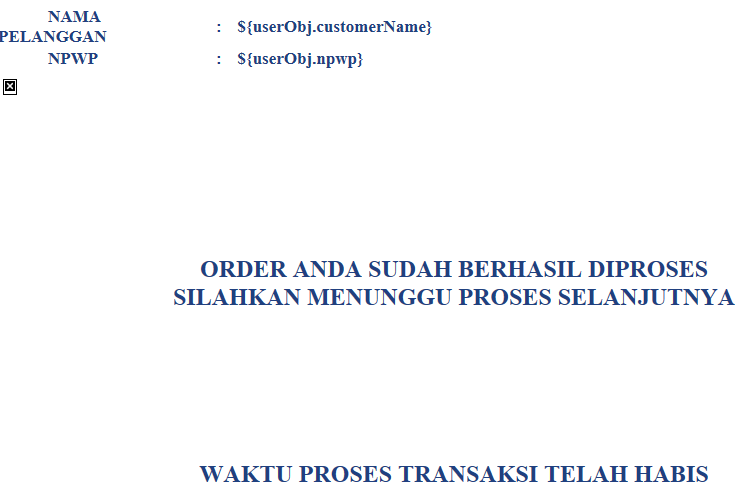 NAMA
PELANGGAN : ${userObj.customerName}
NPWP : ${userObj.npwp}
ORDER ANDA SUDAH BERHASIL DIPROSES
SILAHKAN MENUNGGU PROSES SELANJUTNYA
WAKTU PROSES TRANSAKSI TELAH HABIS